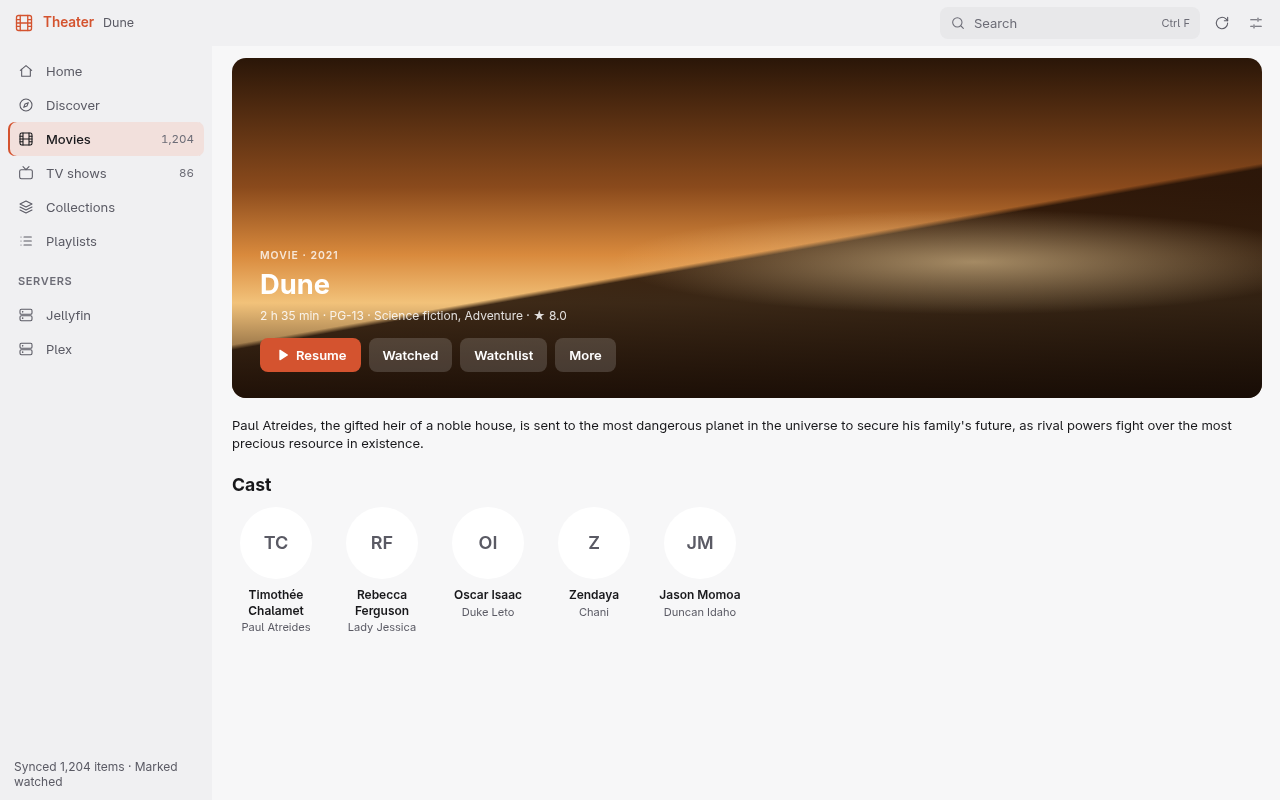 Theater Dune
Search Ctrl F
Home
Discover
Movies 1,204
TV shows 86
Collections
Playlists
SERVERS
Jellyfin
Plex
Synced 1,204 items · Marked
watched
MOVIE · 2021
Dune
2 h 35 min · PG-13 · Science fiction, Adventure · ★ 8.0
Resume Watched Watchlist More
Paul Atreides, the gifted heir of a noble house, is sent to the most dangerous planet in the universe to secure his family's future, as rival powers fight over the most
precious resource in existence.
Cast
TC RF OI Z JM
Timothée Chalamet
Paul Atreides
Rebecca Ferguson
Lady Jessica
Oscar Isaac
Duke Leto
Zendaya
Chani
Jason Momoa
Duncan Idaho